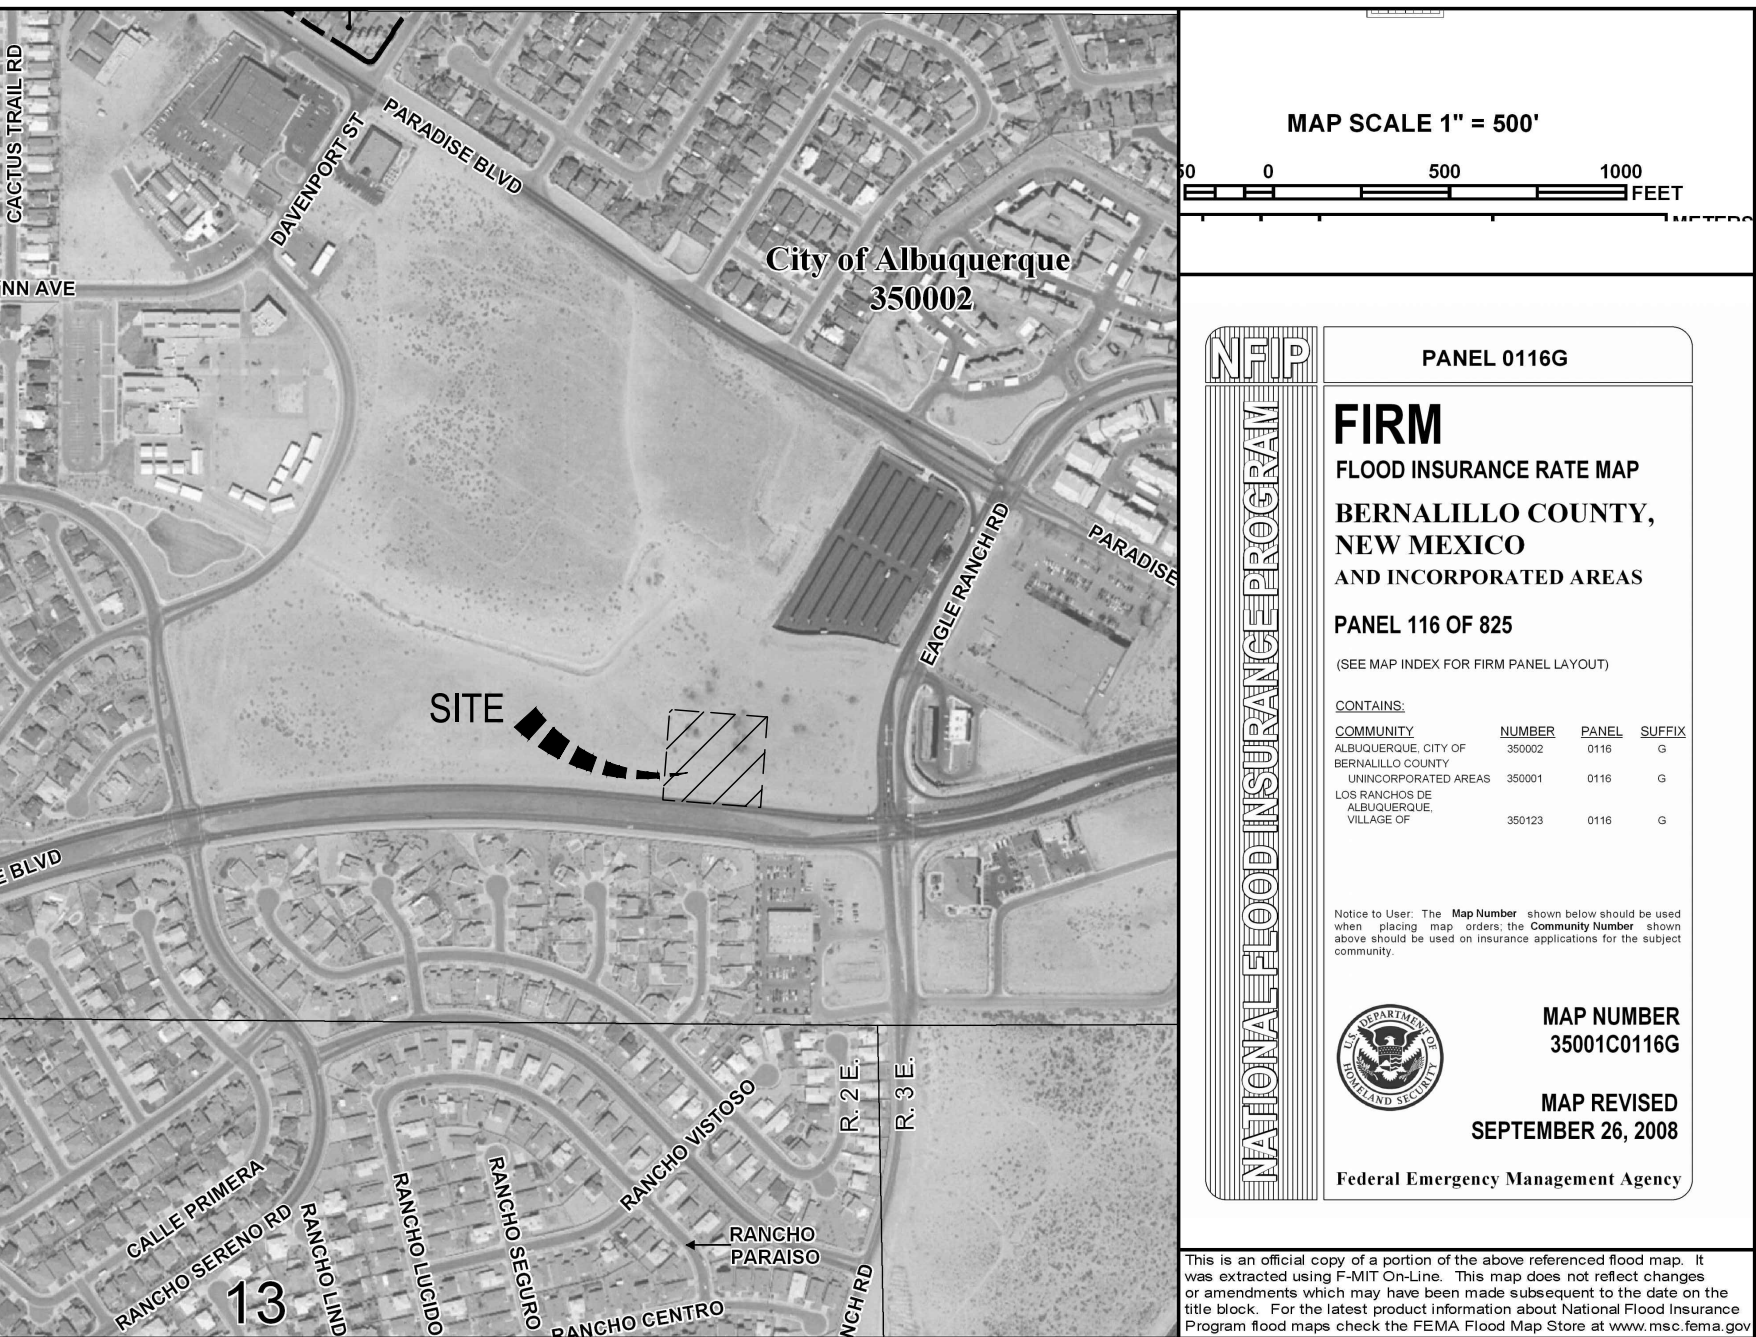 CACTUS TRAIL RD
DAVENPORT ST
PARADISE BLVD
NN AVE
City of Albuquerque
350002
EAGLE RANCH RD
PARADISE
SITE
E BLVD
R. 2 E.
R. 3 E.
RANCHO VISTOSO
CALLE PRIMERA
RANCHO SERENO RD
RANCHO LIND
RANCHO LUCIDO
RANCHO SEGURO
RANCHO
PARAISO
RANCHO CENTRO
NCH RD
13
MAP SCALE 1" = 500'
50 0 500 1000
FEET
METERS
NFIP
NATIONAL FLOOD INSURANCE PROGRAM
PANEL 0116G
FIRM
FLOOD INSURANCE RATE MAP
BERNALILLO COUNTY,
NEW MEXICO
AND INCORPORATED AREAS
PANEL 116 OF 825
(SEE MAP INDEX FOR FIRM PANEL LAYOUT)
CONTAINS:
COMMUNITY NUMBER PANEL SUFFIX
ALBUQUERQUE, CITY OF 350002 0116 G
BERNALILLO COUNTY
UNINCORPORATED AREAS 350001 0116 G
LOS RANCHOS DE
ALBUQUERQUE,
VILLAGE OF 350123 0116 G
Notice to User: The Map Number shown below should be used
when placing map orders; the Community Number shown
above should be used on insurance applications for the subject
community.
U.S. DEPARTMENT OF HOMELAND SECURITY
MAP NUMBER
35001C0116G
MAP REVISED
SEPTEMBER 26, 2008
Federal Emergency Management Agency
This is an official copy of a portion of the above referenced flood map. It
was extracted using F-MIT On-Line. This map does not reflect changes
or amendments which may have been made subsequent to the date on the
title block. For the latest product information about National Flood Insurance
Program flood maps check the FEMA Flood Map Store at www.msc.fema.gov